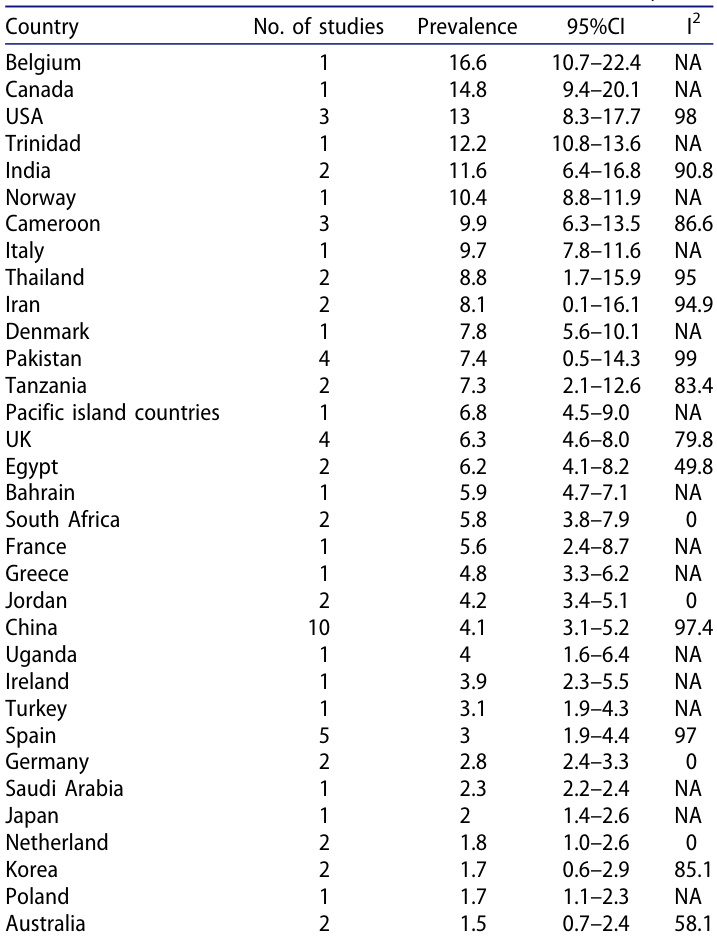 Country No. of studies Prevalence 95%CI I²
Belgium 1 16.6 10.7–22.4 NA
Canada 1 14.8 9.4–20.1 NA
USA 3 13 8.3–17.7 98
Trinidad 1 12.2 10.8–13.6 NA
India 2 11.6 6.4–16.8 90.8
Norway 1 10.4 8.8–11.9 NA
Cameroon 3 9.9 6.3–13.5 86.6
Italy 1 9.7 7.8–11.6 NA
Thailand 2 8.8 1.7–15.9 95
Iran 2 8.1 0.1–16.1 94.9
Denmark 1 7.8 5.6–10.1 NA
Pakistan 4 7.4 0.5–14.3 99
Tanzania 2 7.3 2.1–12.6 83.4
Pacific island countries 1 6.8 4.5–9.0 NA
UK 4 6.3 4.6–8.0 79.8
Egypt 2 6.2 4.1–8.2 49.8
Bahrain 1 5.9 4.7–7.1 NA
South Africa 2 5.8 3.8–7.9 0
France 1 5.6 2.4–8.7 NA
Greece 1 4.8 3.3–6.2 NA
Jordan 2 4.2 3.4–5.1 0
China 10 4.1 3.1–5.2 97.4
Uganda 1 4 1.6–6.4 NA
Ireland 1 3.9 2.3–5.5 NA
Turkey 1 3.1 1.9–4.3 NA
Spain 5 3 1.9–4.4 97
Germany 2 2.8 2.4–3.3 0
Saudi Arabia 1 2.3 2.2–2.4 NA
Japan 1 2 1.4–2.6 NA
Netherland 2 1.8 1.0–2.6 0
Korea 2 1.7 0.6–2.9 85.1
Poland 1 1.7 1.1–2.3 NA
Australia 2 1.5 0.7–2.4 58.1